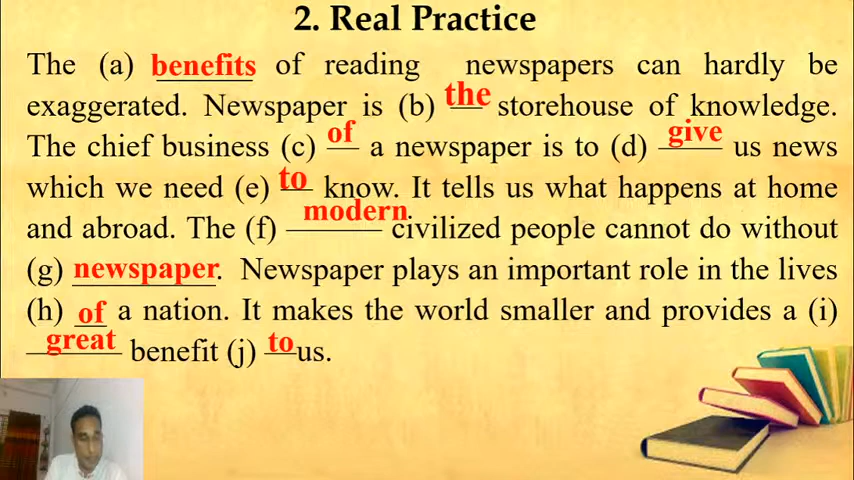 2. Real Practice
The (a) benefits of reading newspapers can hardly be
exaggerated. Newspaper is (b) the storehouse of knowledge.
The chief business (c) of a newspaper is to (d) give us news
which we need (e) to know. It tells us what happens at home
and abroad. The (f) modern civilized people cannot do without
(g) newspaper. Newspaper plays an important role in the lives
(h) of a nation. It makes the world smaller and provides a (i)
great benefit (j) to us.